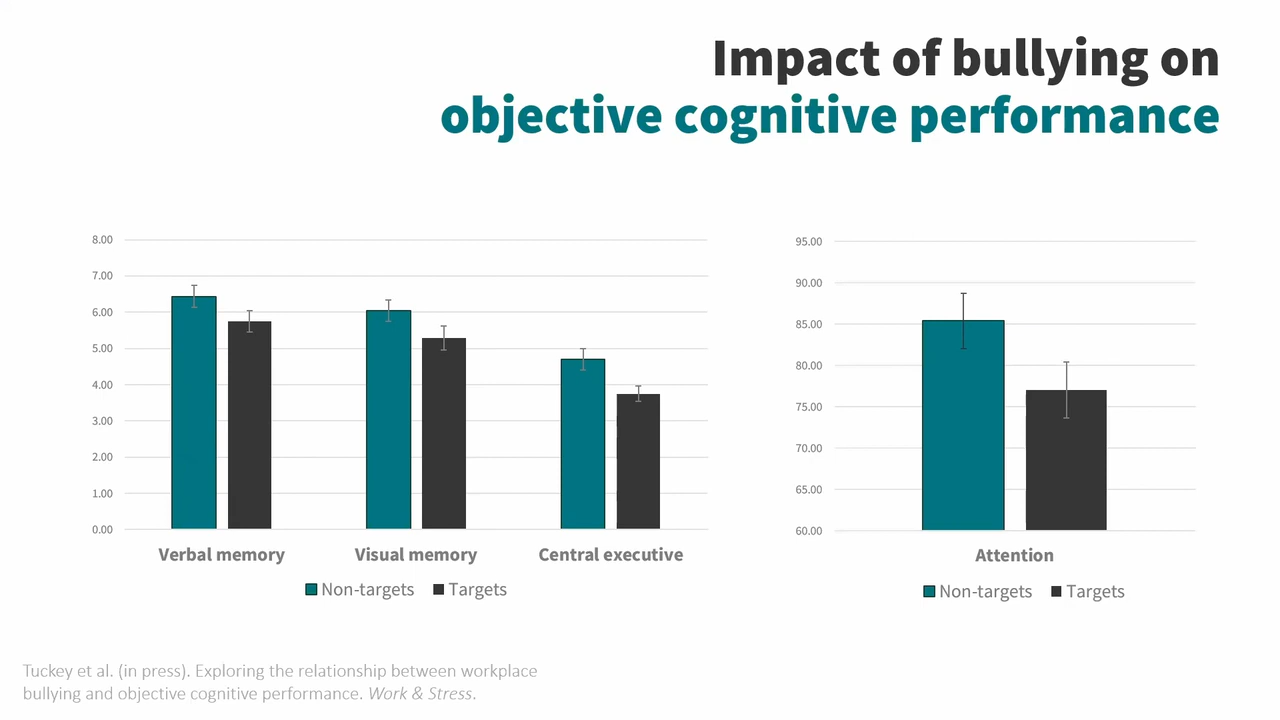 Impact of bullying on
objective cognitive performance
8.00
7.00
6.00
5.00
4.00
3.00
2.00
1.00
0.00
Verbal memory
Visual memory
Central executive
Non-targets
Targets
95.00
90.00
85.00
80.00
75.00
70.00
65.00
60.00
Attention
Non-targets
Targets
Tuckey et al. (in press). Exploring the relationship between workplace
bullying and objective cognitive performance. Work & Stress.